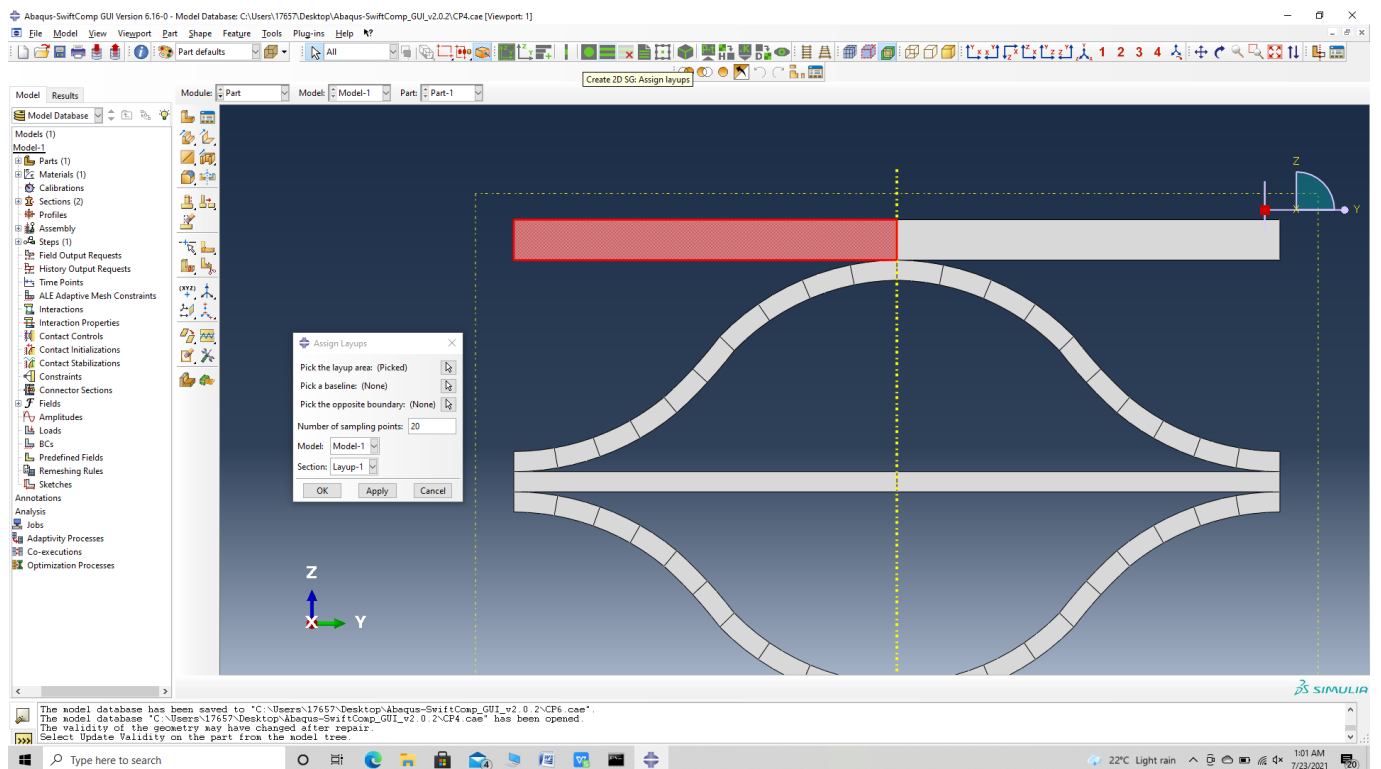 Abaqus-SwiftComp GUI Version 6.16-0 - Model Database: C:\Users\17657\Desktop\Abaqus-SwiftComp_GUI_v2.0.2\CP4.cae [Viewport: 1]
File Model Viewport Part Shape Feature Tools Plug-ins Help
Part defaults All 1 2 3 4
Create 2D SG: Assign layups
Model Results Module: Part Model: Model-1 Part: Part-1
Model Database
Models (1)
Model-1
Parts (1)
Materials (1)
Calibrations
Sections (2)
Profiles
Assembly
Steps (1)
Field Output Requests
History Output Requests
Time Points
ALE Adaptive Mesh Constraints
Interactions
Interaction Properties
Contact Controls
Contact Initializations
Contact Stabilizations
Constraints
Connector Sections
Fields
Amplitudes
Loads
BCs
Predefined Fields
Remeshing Rules
Sketches
Annotations
Analysis
Jobs
Adaptivity Processes
Co-executions
Optimization Processes
(XYZ)
Z
X Y
Assign Layups
Pick the layup area: (Picked)
Pick a baseline: (None)
Pick the opposite boundary: (None)
Number of sampling points: 20
Model: Model-1
Section: Layup-1
OK Apply Cancel
Z
X Y
SIMULIA
The model database has been saved to "C:\Users\17657\Desktop\Abaqus-SwiftComp_GUI_v2.0.2\CP6.cae".
The model database "C:\Users\17657\Desktop\Abaqus-SwiftComp_GUI_v2.0.2\CP4.cae" has been opened.
The validity of the geometry may have changed after repair.
Select Update Validity on the part from the model tree.
Type here to search
22°C Light rain
1:01 AM
7/23/2021
20